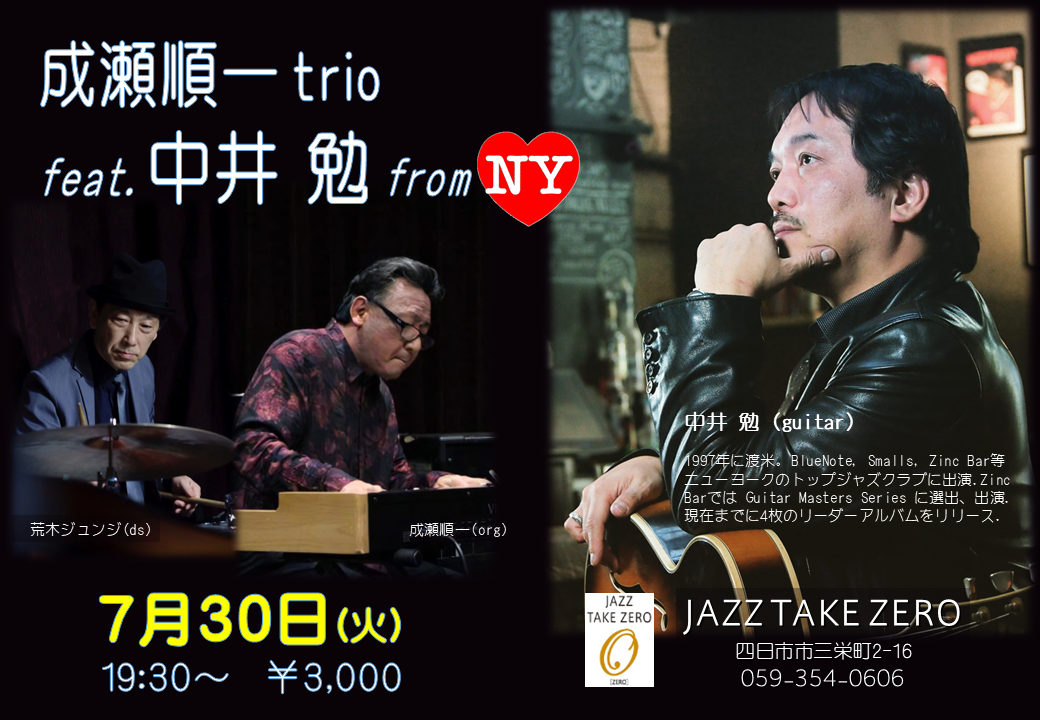 成瀬順一 trio
feat. 中井 勉 from NY
荒木ジュンジ(ds)
成瀬順一(org)
中井 勉 (guitar)
1997年に渡米。BlueNote, Smalls, Zinc Bar等
ニューヨークのトップジャズクラブに出演.Zinc
Barでは Guitar Masters Series に選出、出演.
現在までに4枚のリーダーアルバムをリリース.
7月30日(火)
19:30～ ￥3,000
JAZZ
TAKE ZERO
[ZERO]
JAZZ TAKE ZERO
四日市市三栄町2-16
059-354-0606